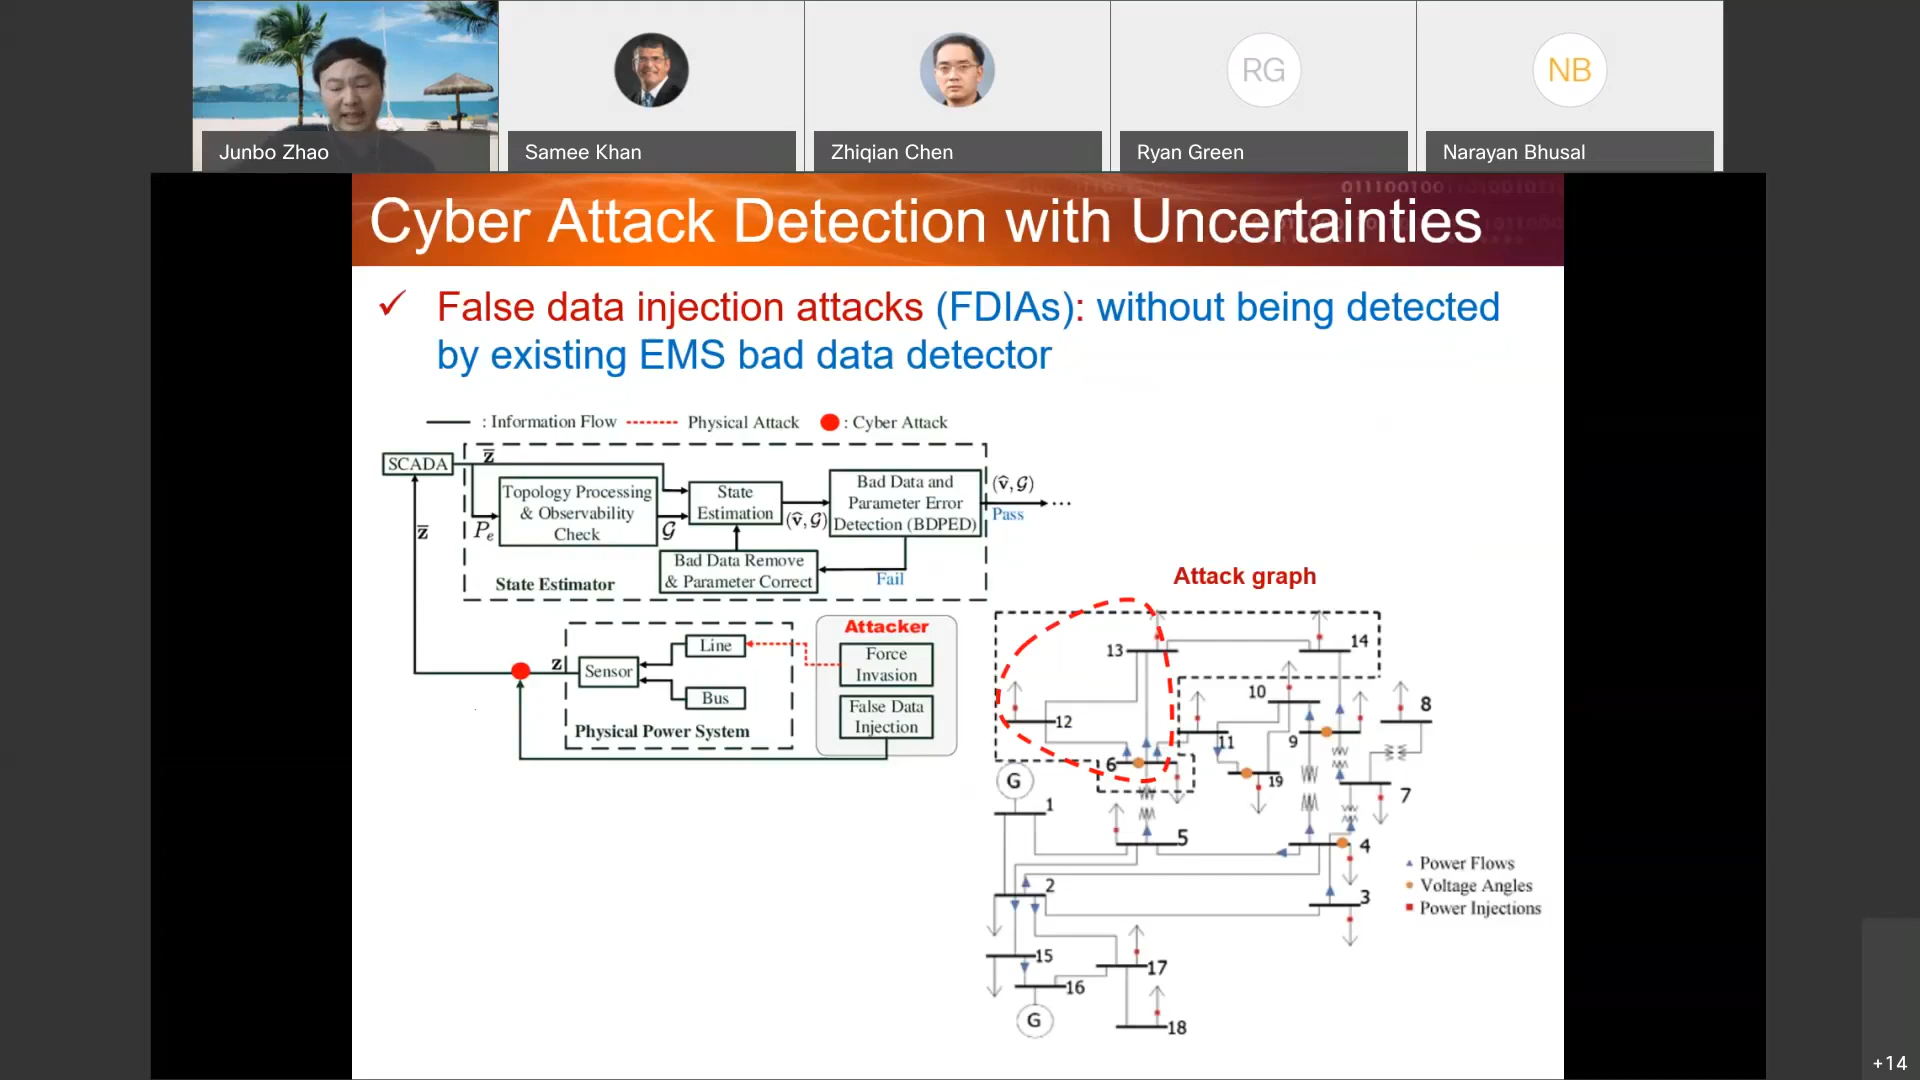 Junbo Zhao
Samee Khan
Zhiqian Chen
RG
Ryan Green
NB
Narayan Bhusal
Cyber Attack Detection with Uncertainties
✓ False data injection attacks (FDIAs): without being detected
by existing EMS bad data detector
: Information Flow
Physical Attack
: Cyber Attack
SCADA
z̅
Topology Processing
& Observability
Check
P_e
𝒢
State
Estimation
(v̂, 𝒢)
Bad Data and
Parameter Error
Detection (BDPED)
(v̂, 𝒢)
Pass
...
Bad Data Remove
& Parameter Correct
Fail
State Estimator
z̅
Attacker
Force
Invasion
False Data
Injection
Line
z
Sensor
Bus
Physical Power System
Attack graph
13
14
12
10
8
11
9
6
19
G
7
1
5
4
2
3
15
17
16
G
18
Power Flows
Voltage Angles
Power Injections
+14